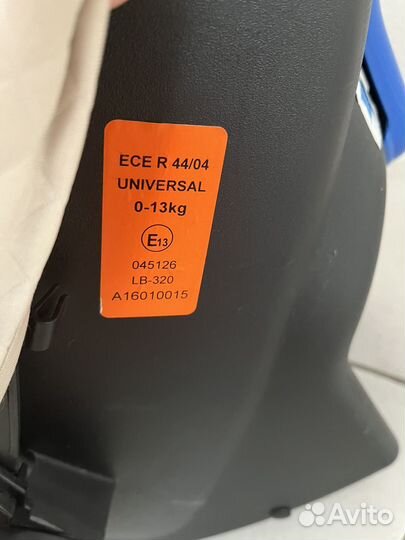 ECE R 44/04
UNIVERSAL
0-13kg
E13
045126
LB-320
A16010015
Avito